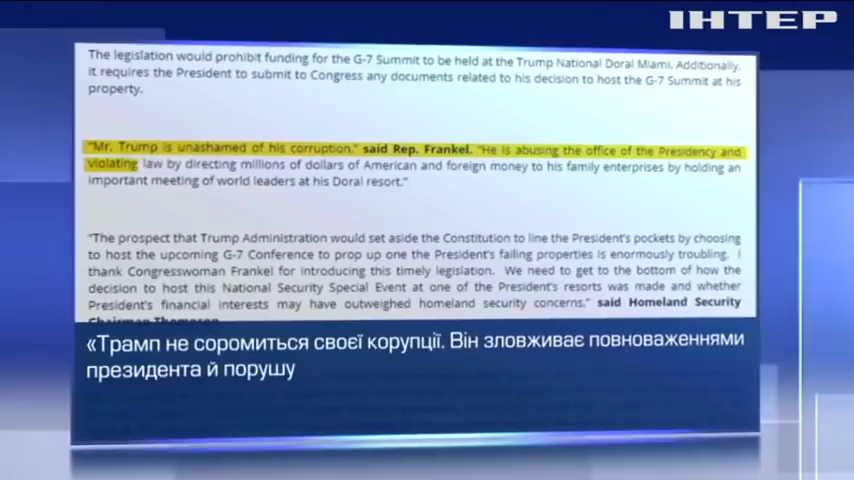 ІНТЕР
The legislation would prohibit funding for the G-7 Summit to be held at the Trump National Doral Miami. Additionally,
it requires the President to submit to Congress any documents related to his decision to host the G-7 Summit at his
property.
"Mr. Trump is unashamed of his corruption," said Rep. Frankel. "He is abusing the office of the Presidency and
violating law by directing millions of dollars of American and foreign money to his family enterprises by holding an
important meeting of world leaders at his Doral resort."
"The prospect that Trump Administration would set aside the Constitution to line the President's pockets by choosing
to host the upcoming G-7 Conference to prop up one the President's failing properties is enormously troubling. I
thank Congresswoman Frankel for introducing this timely legislation. We need to get to the bottom of how the
decision to host this National Security Special Event at one of the President's resorts was made and whether
President's financial interests may have outweighed homeland security concerns." said Homeland Security
Chairman Thompson
«Трамп не соромиться своєї корупції. Він зловживає повноваженнями
президента й порушу